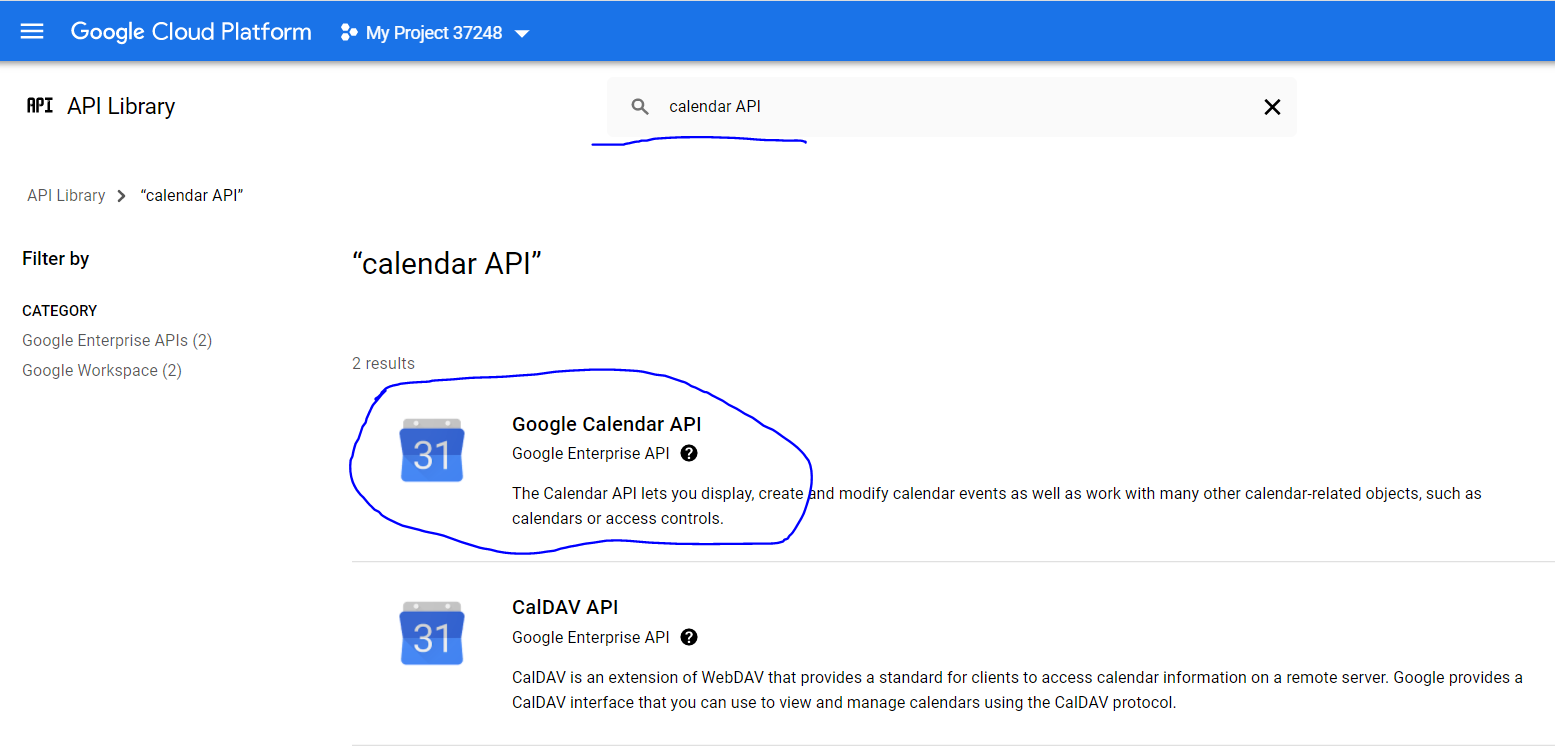 Google Cloud Platform My Project 37248
API API Library
calendar API
API Library “calendar API”
Filter by
CATEGORY
Google Enterprise APIs (2)
Google Workspace (2)
“calendar API”
2 results
31
Google Calendar API
Google Enterprise API ?
The Calendar API lets you display, create and modify calendar events as well as work with many other calendar-related objects, such as
calendars or access controls.
31
CalDAV API
Google Enterprise API ?
CalDAV is an extension of WebDAV that provides a standard for clients to access calendar information on a remote server. Google provides a
CalDAV interface that you can use to view and manage calendars using the CalDAV protocol.